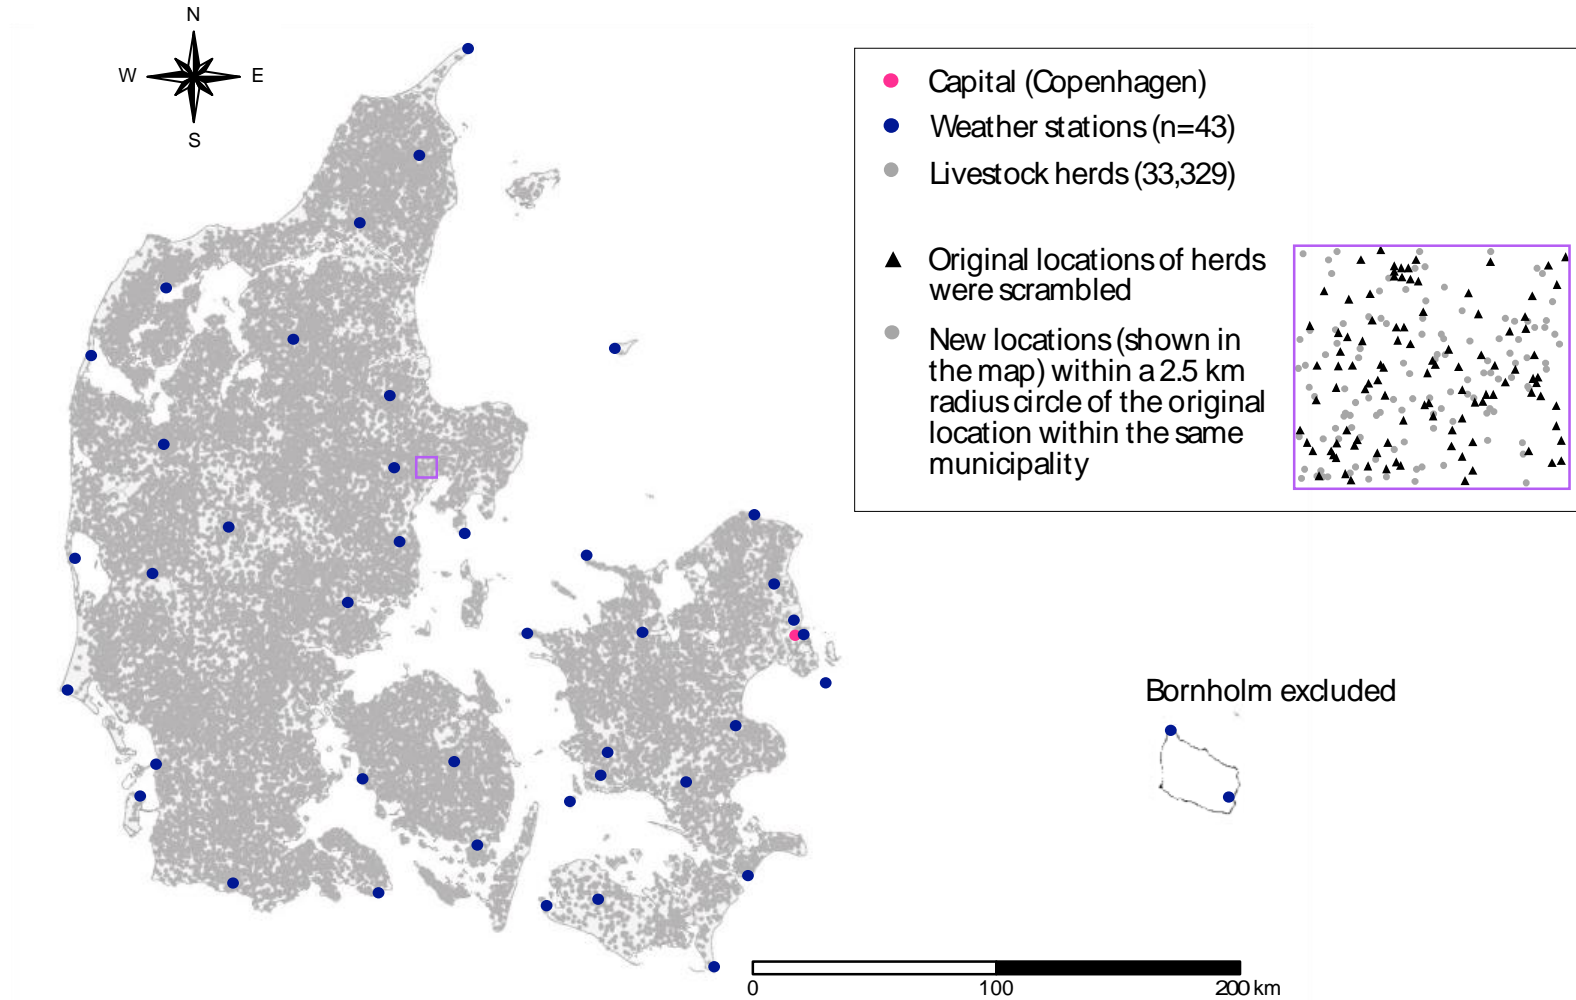 N
W
E
S
Capital (Copenhagen)
Weather stations (n=43)
Livestock herds (33,329)
Original locations of herds
were scrambled
New locations (shown in
the map) within a 2.5 km
radius circle of the original
location within the same
municipality
Bornholm excluded
0
100
200 km